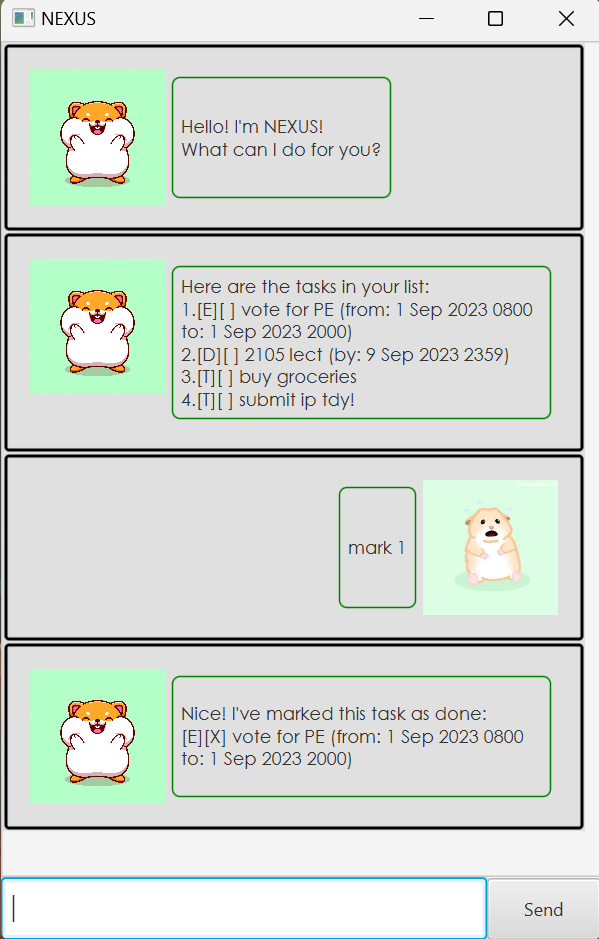 NEXUS
Hello! I'm NEXUS!
What can I do for you?
Here are the tasks in your list:
1.[E][ ] vote for PE (from: 1 Sep 2023 0800
to: 1 Sep 2023 2000)
2.[D][ ] 2105 lect (by: 9 Sep 2023 2359)
3.[T][ ] buy groceries
4.[T][ ] submit ip tdy!
mark 1
Nice! I've marked this task as done:
[E][X] vote for PE (from: 1 Sep 2023 0800
to: 1 Sep 2023 2000)
Send